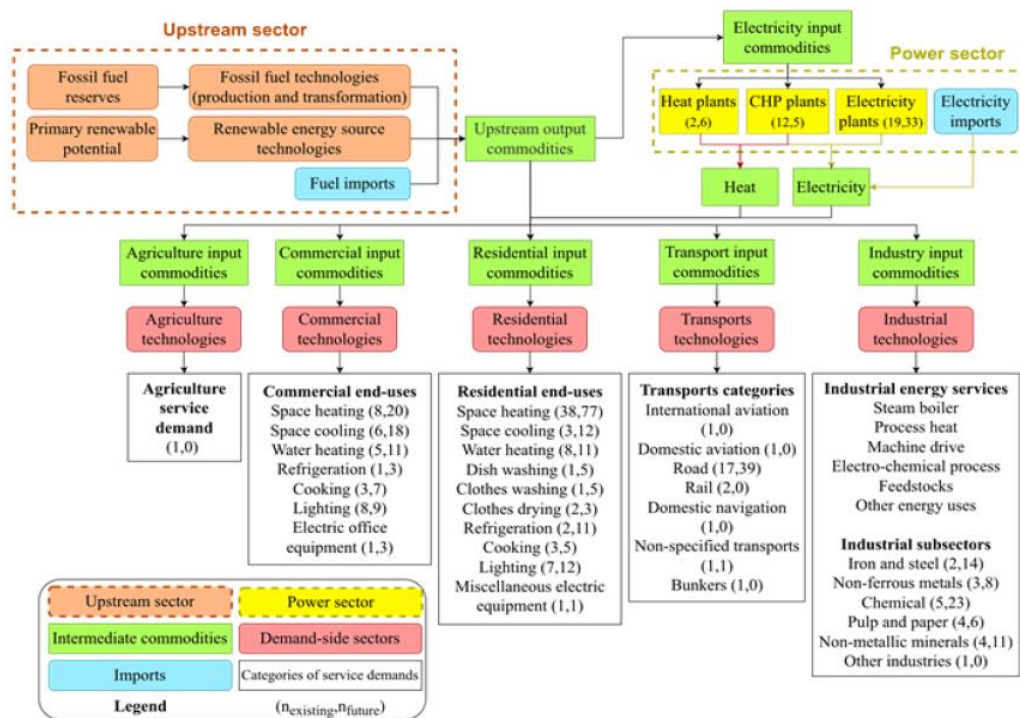 Upstream sector
Fossil fuel
reserves
Fossil fuel technologies
(production and transformation)
Primary renewable
potential
Renewable energy source
technologies
Fuel imports
Upstream output
commodities
Electricity input
commodities
Power sector
Heat plants
(2,6)
CHP plants
(12,5)
Electricity
plants (19,33)
Electricity
imports
Heat
Electricity
Agriculture input
commodities
Commercial input
commodities
Residential input
commodities
Transport input
commodities
Industry input
commodities
Agriculture
technologies
Commercial
technologies
Residential
technologies
Transports
technologies
Industrial
technologies
Agriculture
service
demand
(1,0)
Commercial end-uses
Space heating (8,20)
Space cooling (6,18)
Water heating (5,11)
Refrigeration (1,3)
Cooking (3,7)
Lighting (8,9)
Electric office
equipment (1,3)
Residential end-uses
Space heating (38,77)
Space cooling (3,12)
Water heating (8,11)
Dish washing (1,5)
Clothes washing (1,5)
Clothes drying (2,3)
Refrigeration (2,11)
Cooking (3,5)
Lighting (7,12)
Miscellaneous electric
equipment (1,1)
Transports categories
International aviation
(1,0)
Domestic aviation (1,0)
Road (17,39)
Rail (2,0)
Domestic navigation
(1,0)
Non-specified transports
(1,1)
Bunkers (1,0)
Industrial energy services
Steam boiler
Process heat
Machine drive
Electro-chemical process
Feedstocks
Other energy uses
Industrial subsectors
Iron and steel (2,14)
Non-ferrous metals (3,8)
Chemical (5,23)
Pulp and paper (4,6)
Non-metallic minerals (4,11)
Other industries (1,0)
Upstream sector
Power sector
Intermediate commodities
Demand-side sectors
Imports
Categories of service demands
Legend
(n_existing,n_future)